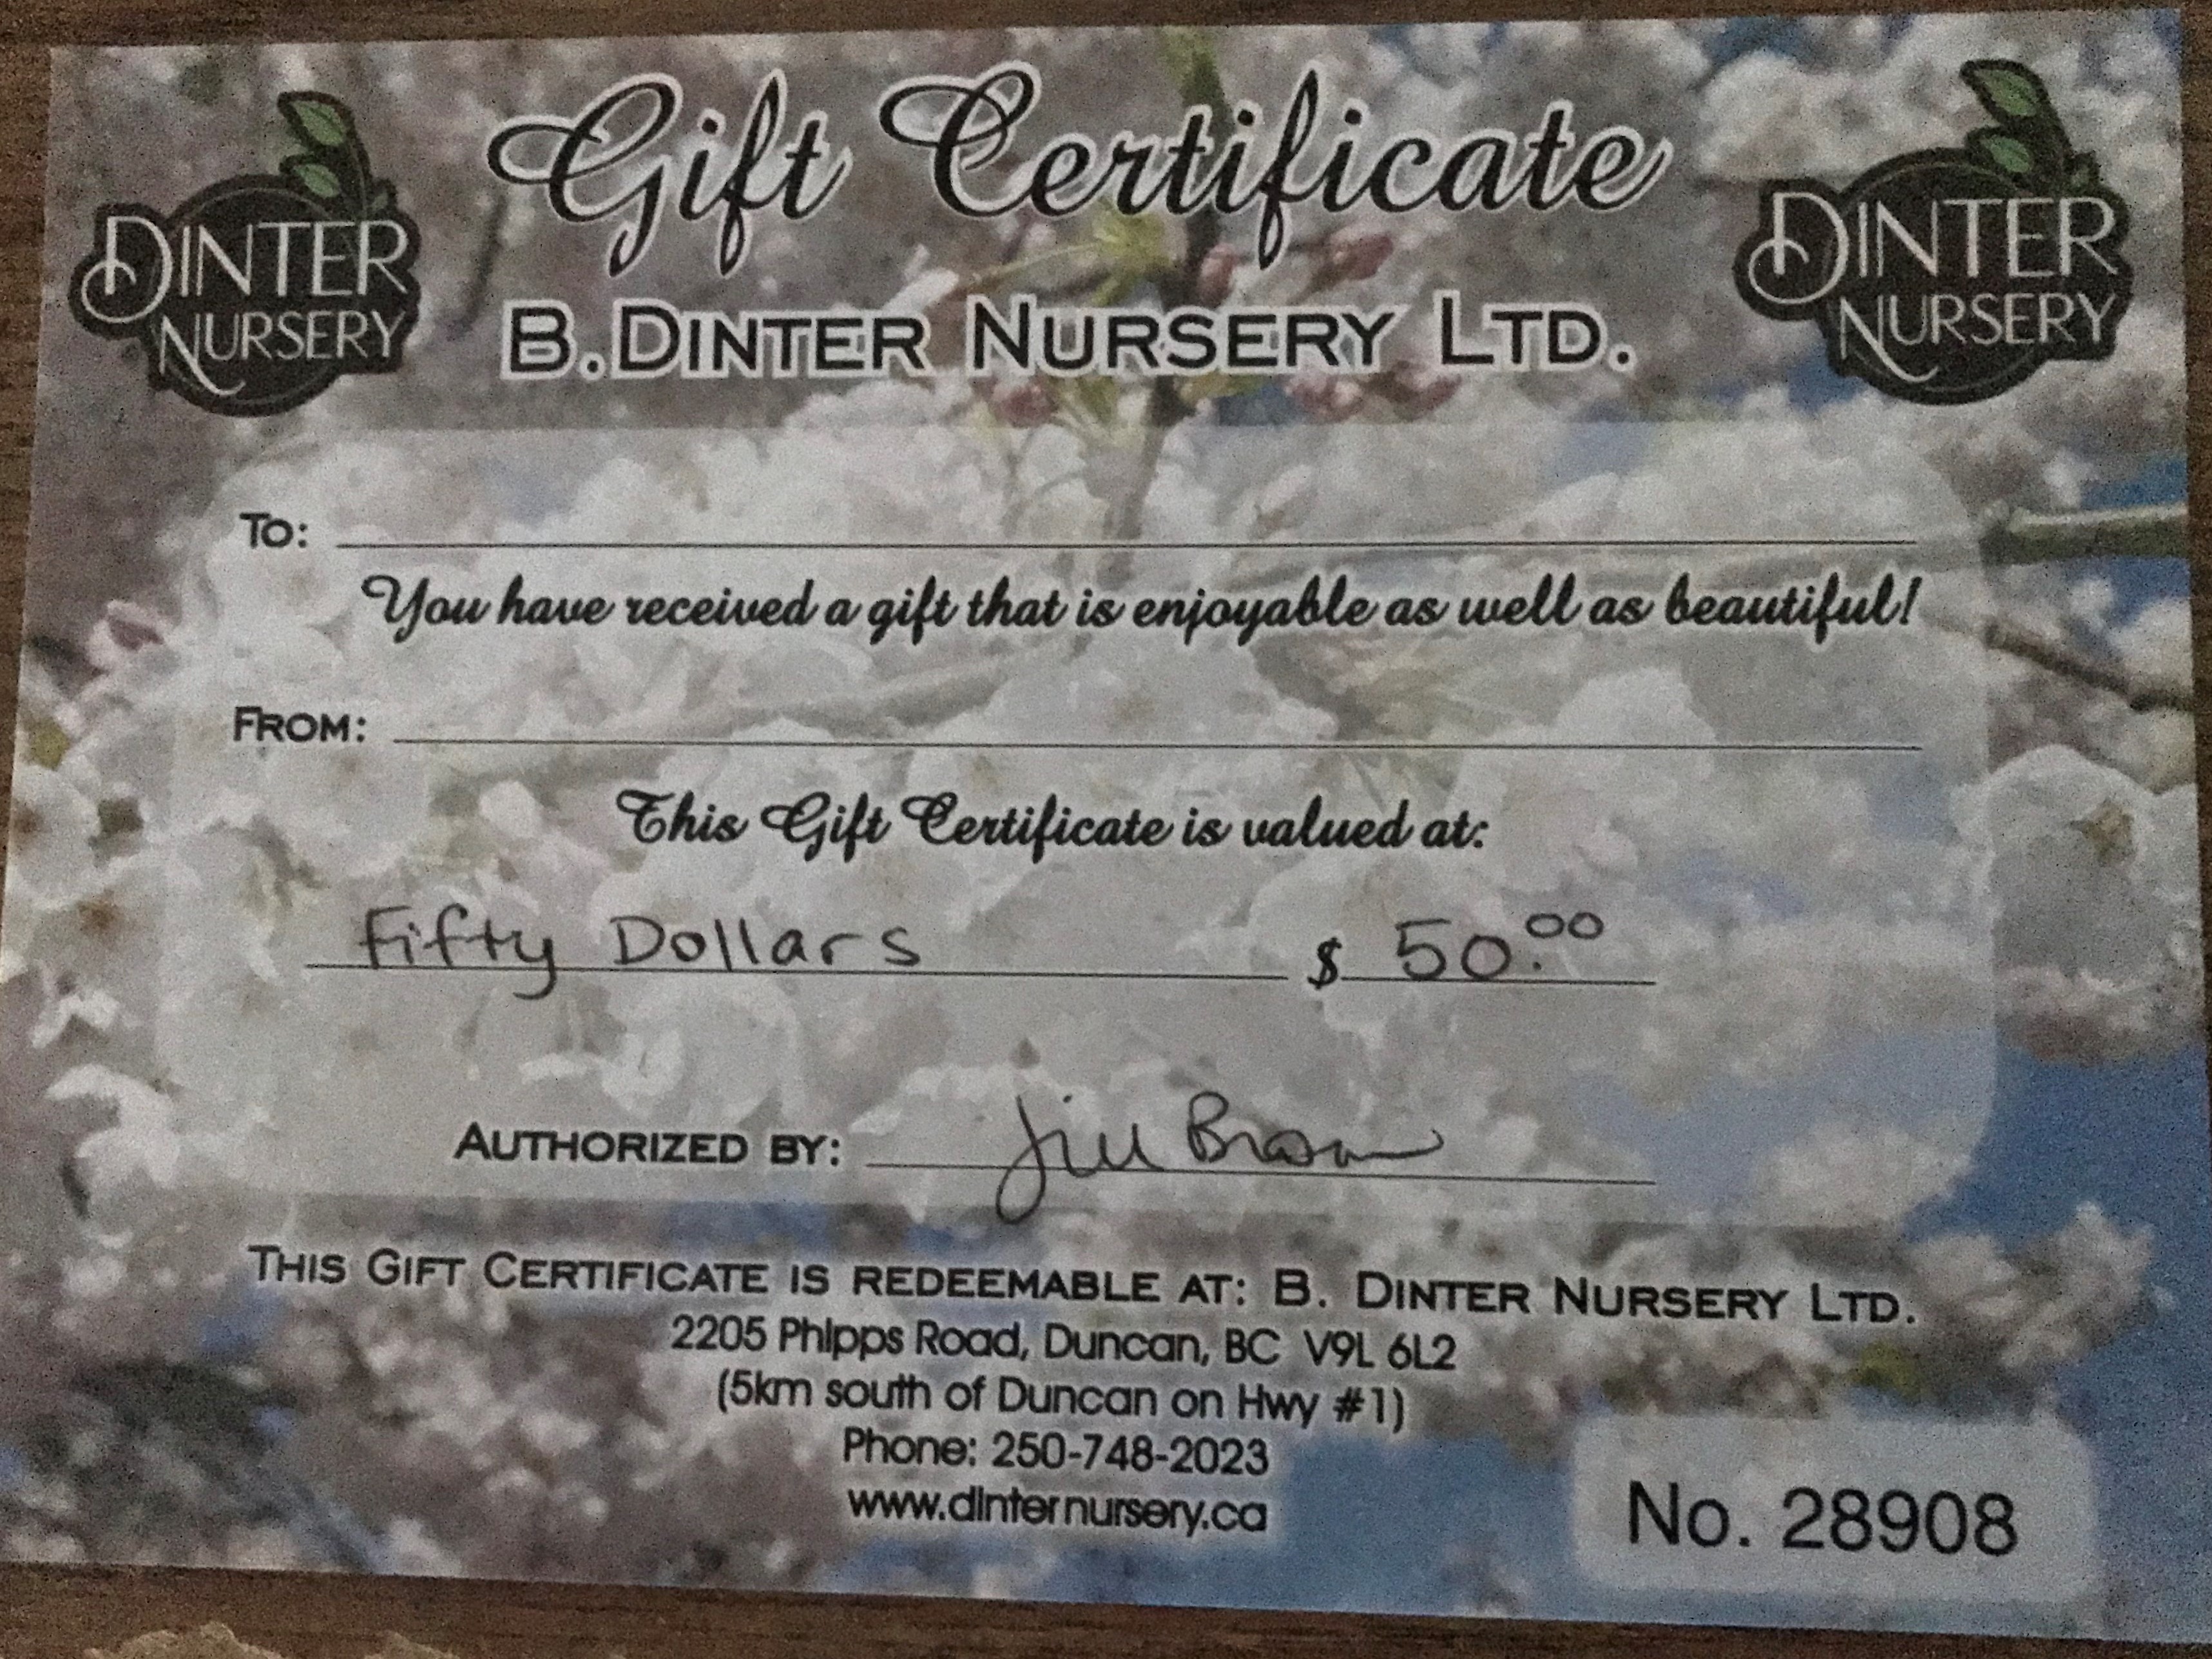 Gift Certificate
DINTER
NURSERY
DINTER
NURSERY
B. DINTER NURSERY LTD.
TO:
You have received a gift that is enjoyable as well as beautiful!
FROM:
This Gift Certificate is valued at:
Fifty Dollars $ 50.00
AUTHORIZED BY: Jill
THIS GIFT CERTIFICATE IS REDEEMABLE AT: B. DINTER NURSERY LTD.
2205 Phipps Road, Duncan, BC V9L 6L2
(5km south of Duncan on Hwy #1)
Phone: 250-748-2023
www.dinternursery.ca
No. 28908